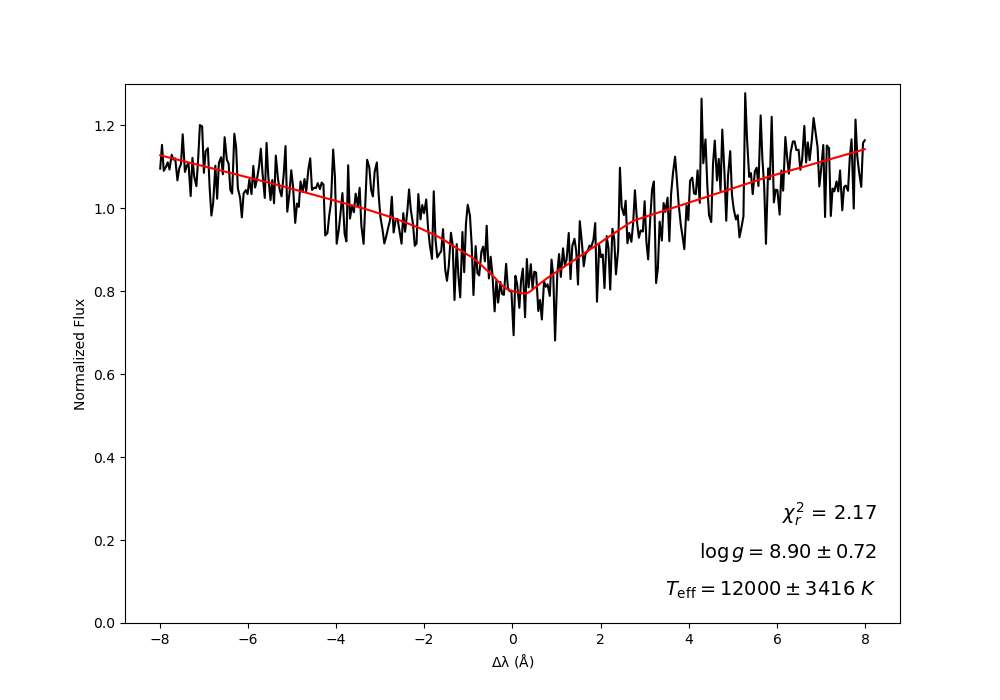 1.2
1.0
0.8
0.6
0.4
0.2
0.0
Normalized Flux
χ²ᵣ = 2.17
log g = 8.90 ± 0.72
T_eff = 12000 ± 3416 K
−8 −6 −4 −2 0 2 4 6 8
Δλ (Å)